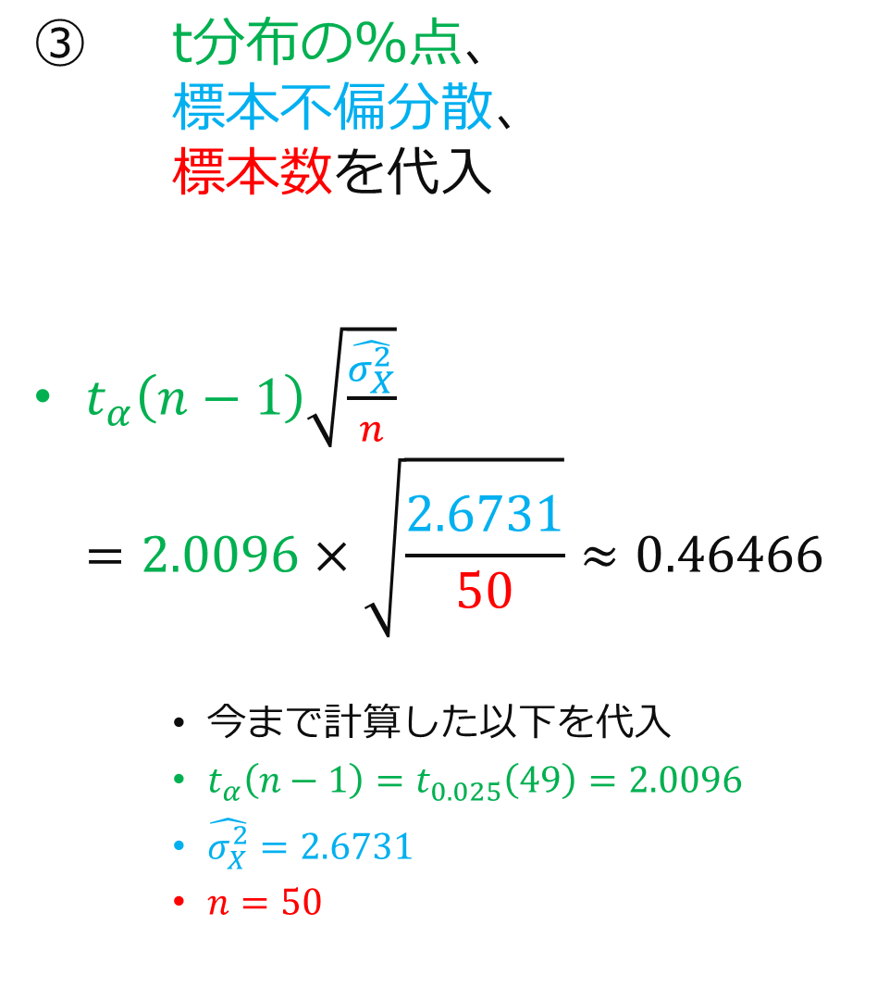 ③ t分布の%点、
標本不偏分散、
標本数を代入
• $t_{\alpha}(n-1)\sqrt{\frac{\widehat{\sigma_X^2}}{n}}$
$= 2.0096 \times \sqrt{\frac{2.6731}{50}} \approx 0.46466$
• 今まで計算した以下を代入
• $t_{\alpha}(n-1) = t_{0.025}(49) = 2.0096$
• $\widehat{\sigma_X^2} = 2.6731$
• $n = 50$